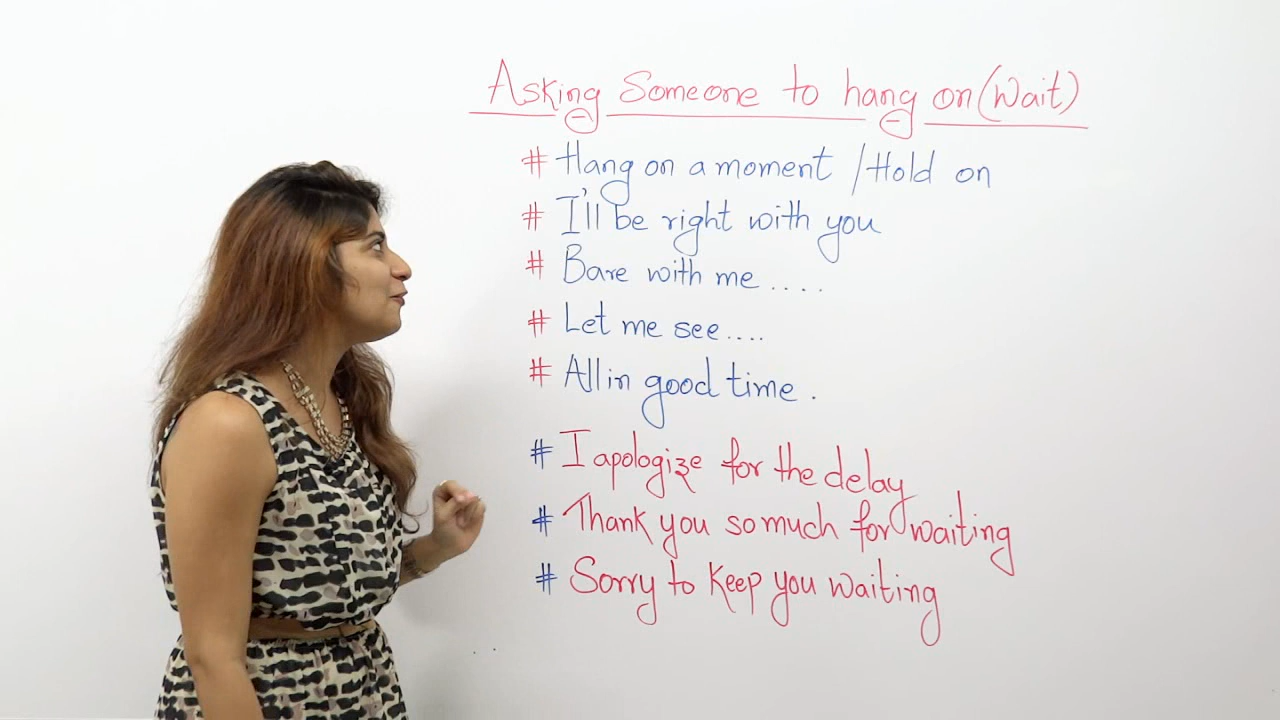 Asking Someone to hang on (Wait)
# Hang on a moment / Hold on
# I'll be right with you
# Bare with me .....
# Let me see....
# All in good time .
# I apologize for the delay
# Thank you so much for waiting
# Sorry to keep you waiting